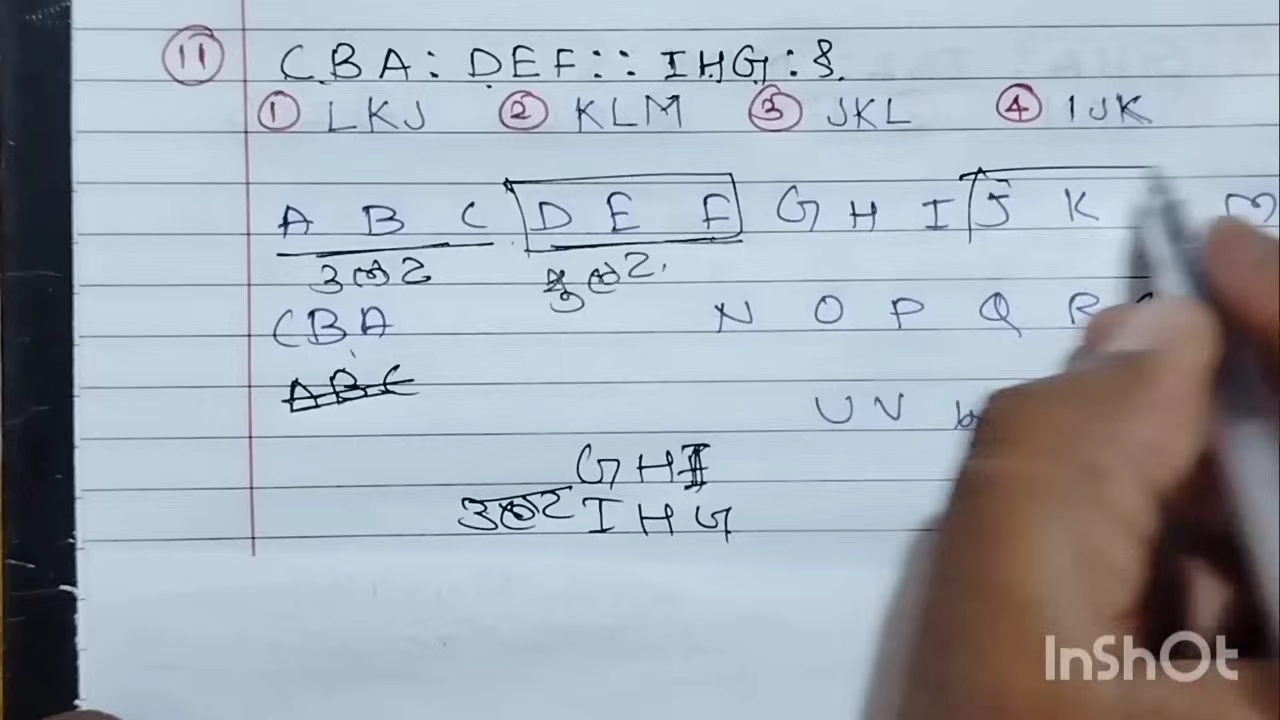 11 CBA: DEF:: IHG: ?
1 LKJ 2 KLM 3 JKL 4 IJK
A B C D E F G H I J K M
CBA N O P Q R
ABC
U V
GHI
IHG
InShOt